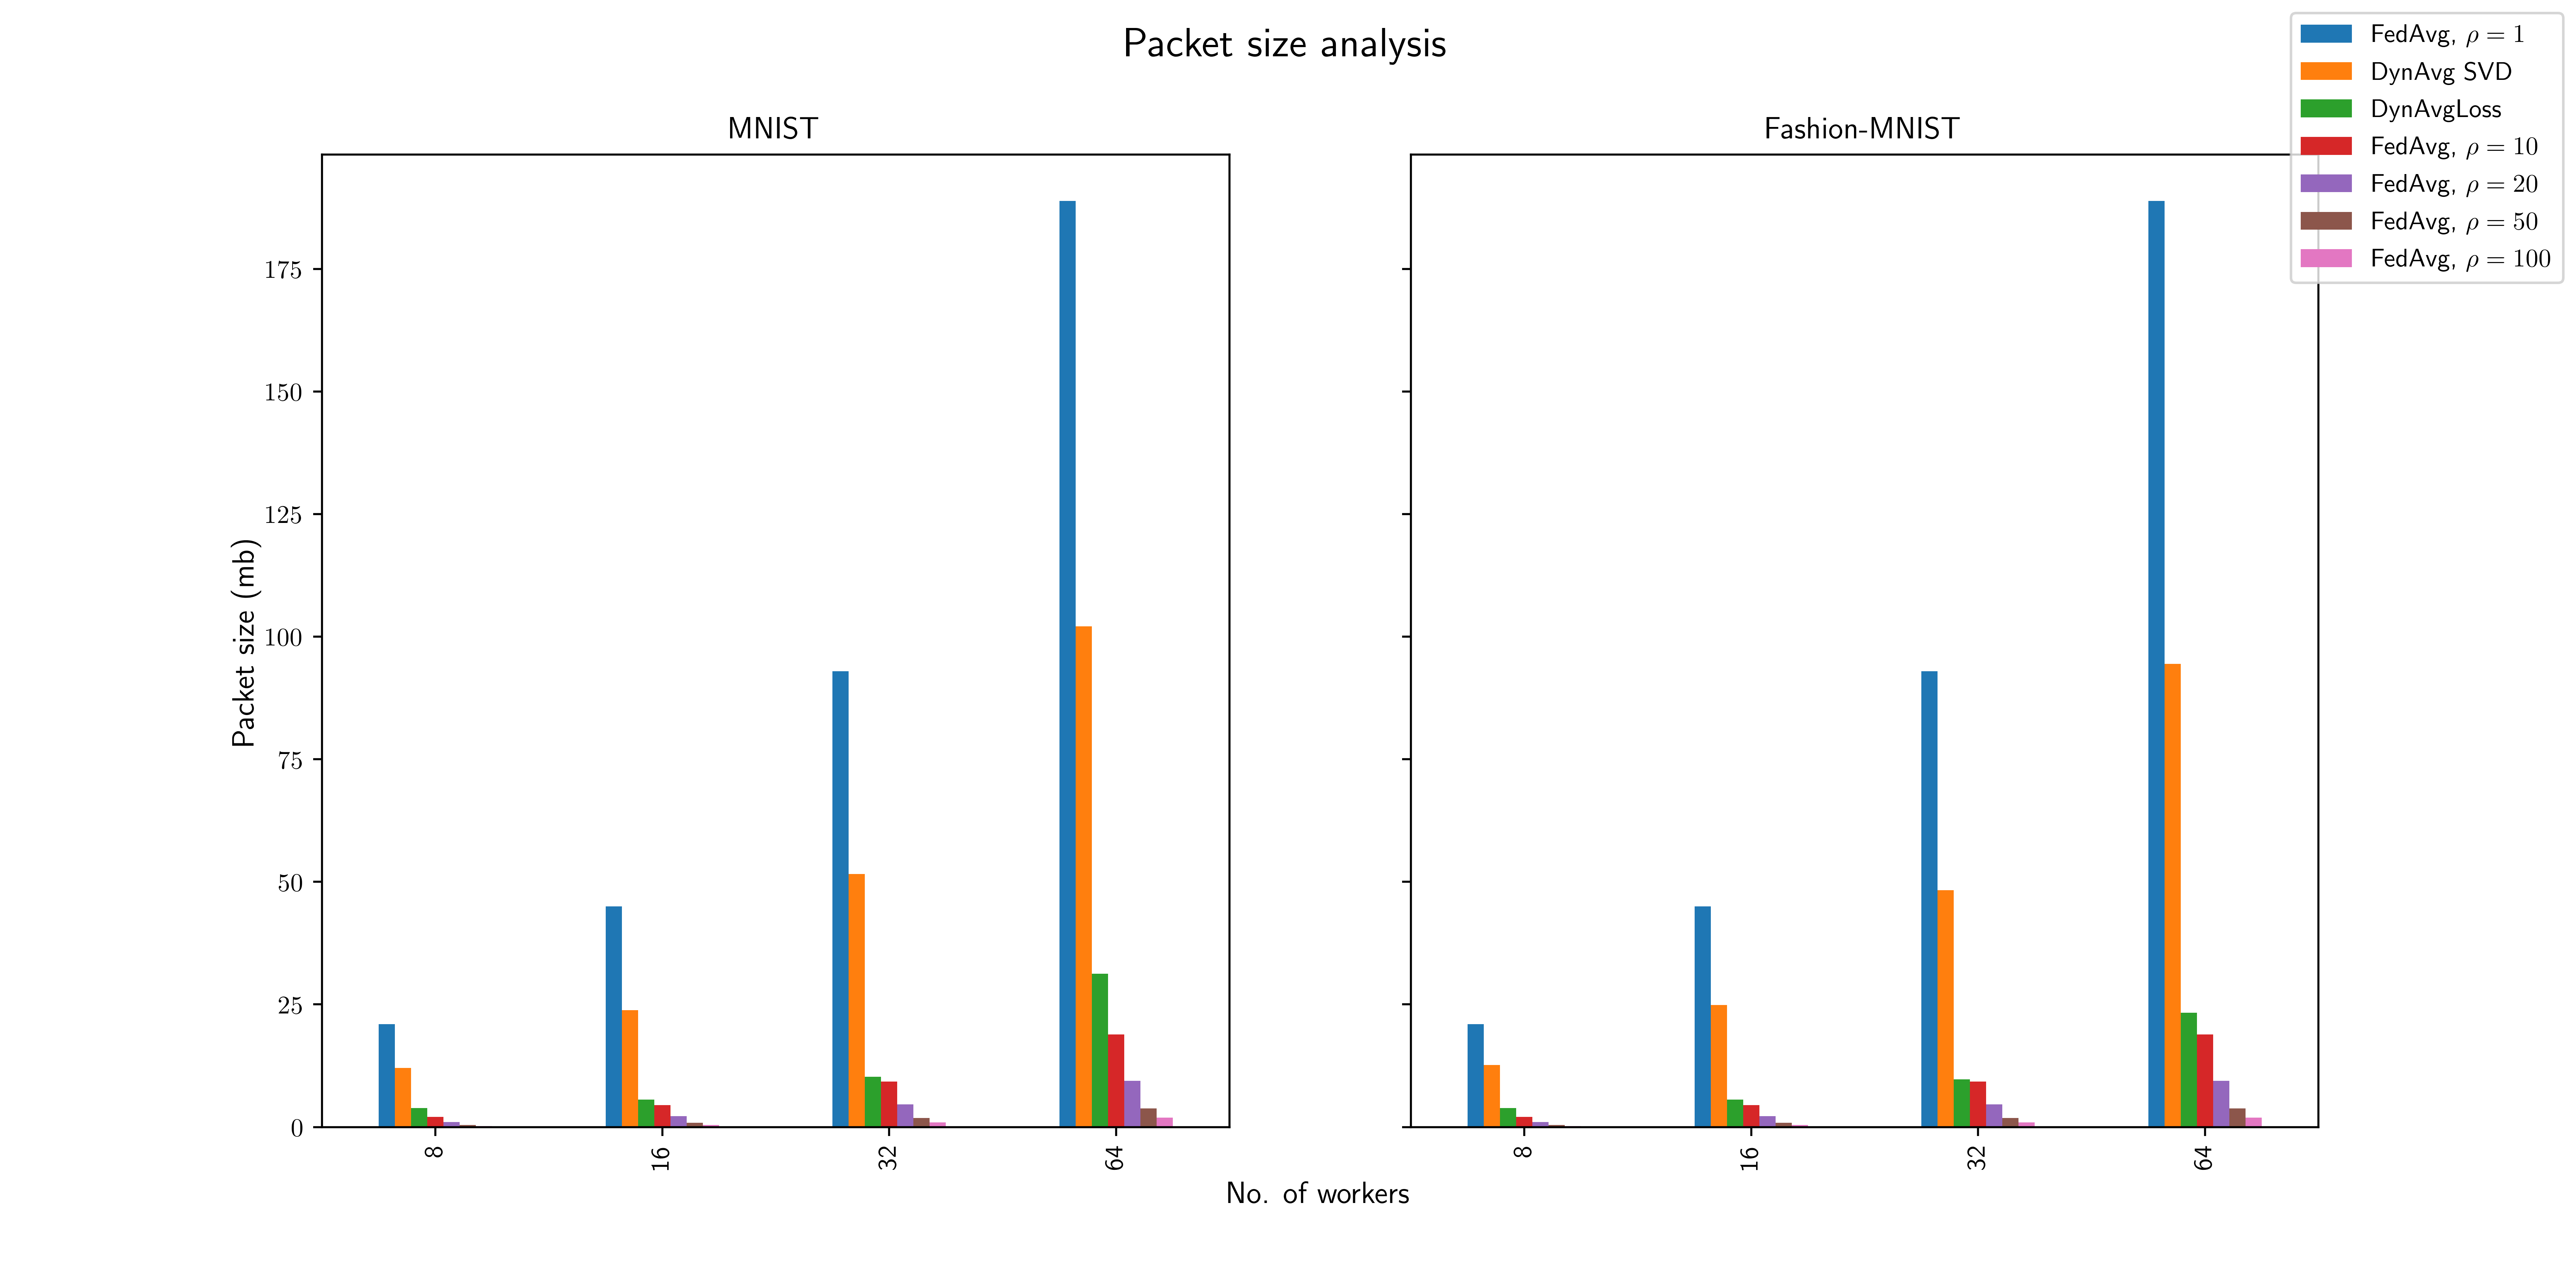 Packet size analysis
FedAvg, ρ = 1
DynAvg SVD
DynAvgLoss
FedAvg, ρ = 10
FedAvg, ρ = 20
FedAvg, ρ = 50
FedAvg, ρ = 100
MNIST
Fashion-MNIST
Packet size (mb)
175
150
125
100
75
50
25
0
8
16
32
64
8
16
32
64
No. of workers